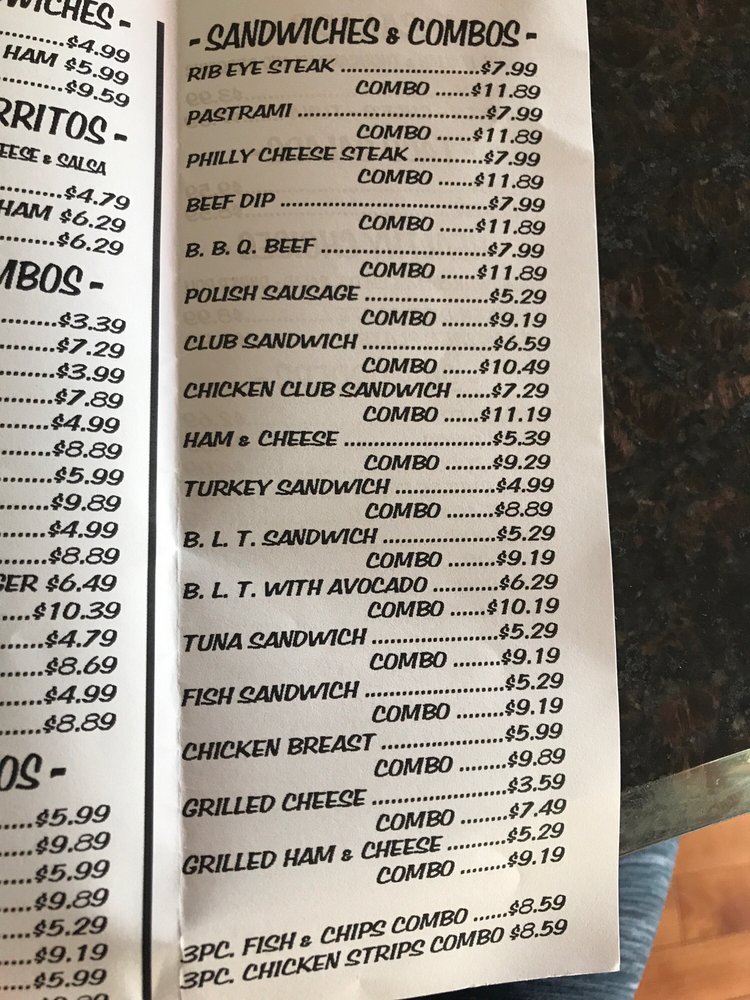 WICHES -
.......$4.99
HAM $5.99
........$9.59
RRITOS -
EESE & SALSA
........$4.79
HAM $6.29
........$6.29
MBOS -
........$3.39
........$7.29
........$3.99
........$7.89
........$4.99
........$8.89
........$5.99
........$9.89
........$4.99
........$8.89
GER $6.49
.....$10.39
.......$4.79
.......$8.69
.......$4.99
.......$8.89
OS -
.....$5.99
.....$9.89
.....$5.99
.....$9.89
.....$5.29
.....$9.19
.....$5.99
- SANDWICHES & COMBOS -
RIB EYE STEAK ........................$7.99
COMBO ......$11.89
PASTRAMI .................................$7.99
COMBO ......$11.89
PHILLY CHEESE STEAK ............$7.99
COMBO ......$11.89
BEEF DIP ....................................$7.99
COMBO ......$11.89
B. B. Q. BEEF .............................$7.99
COMBO ......$11.89
POLISH SAUSAGE ......................$5.29
COMBO ........$9.19
CLUB SANDWICH .......................$6.59
COMBO ......$10.49
CHICKEN CLUB SANDWICH ......$7.29
COMBO ......$11.19
HAM & CHEESE ..........................$5.39
COMBO ........$9.29
TURKEY SANDWICH ..................$4.99
COMBO ........$8.89
B. L. T. SANDWICH ....................$5.29
COMBO ........$9.19
B. L. T. WITH AVOCADO ............$6.29
COMBO ......$10.19
TUNA SANDWICH ......................$5.29
COMBO ........$9.19
FISH SANDWICH ........................$5.29
COMBO ........$9.19
CHICKEN BREAST .....................$5.99
COMBO ........$9.89
GRILLED CHEESE .......................$3.59
COMBO ........$7.49
GRILLED HAM & CHEESE ..........$5.29
COMBO ........$9.19
3PC. FISH & CHIPS COMBO ......$8.59
3PC. CHICKEN STRIPS COMBO $8.59